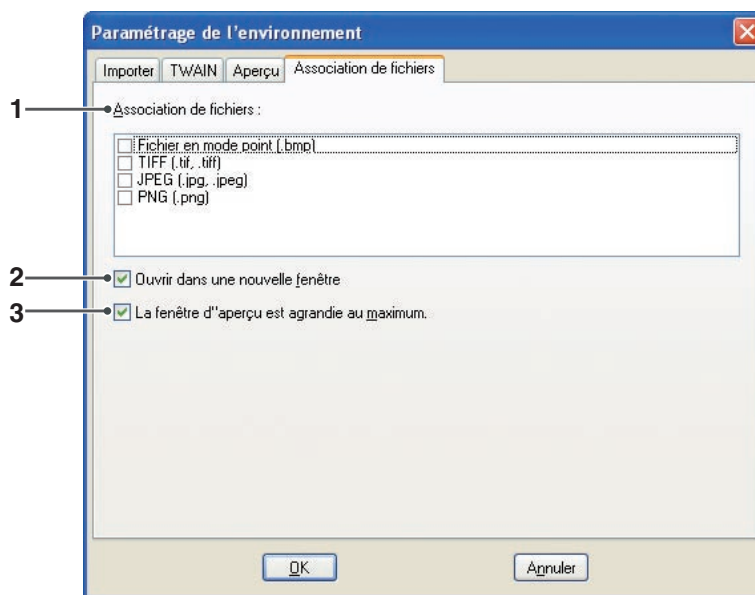 Paramétrage de l'environnement
Importer TWAIN Aperçu Association de fichiers
1 Association de fichiers :
Fichier en mode point (.bmp)
TIFF (.tif, .tiff)
JPEG (.jpg, .jpeg)
PNG (.png)
2 Ouvrir dans une nouvelle fenêtre
3 La fenêtre d''aperçu est agrandie au maximum.
OK Annuler